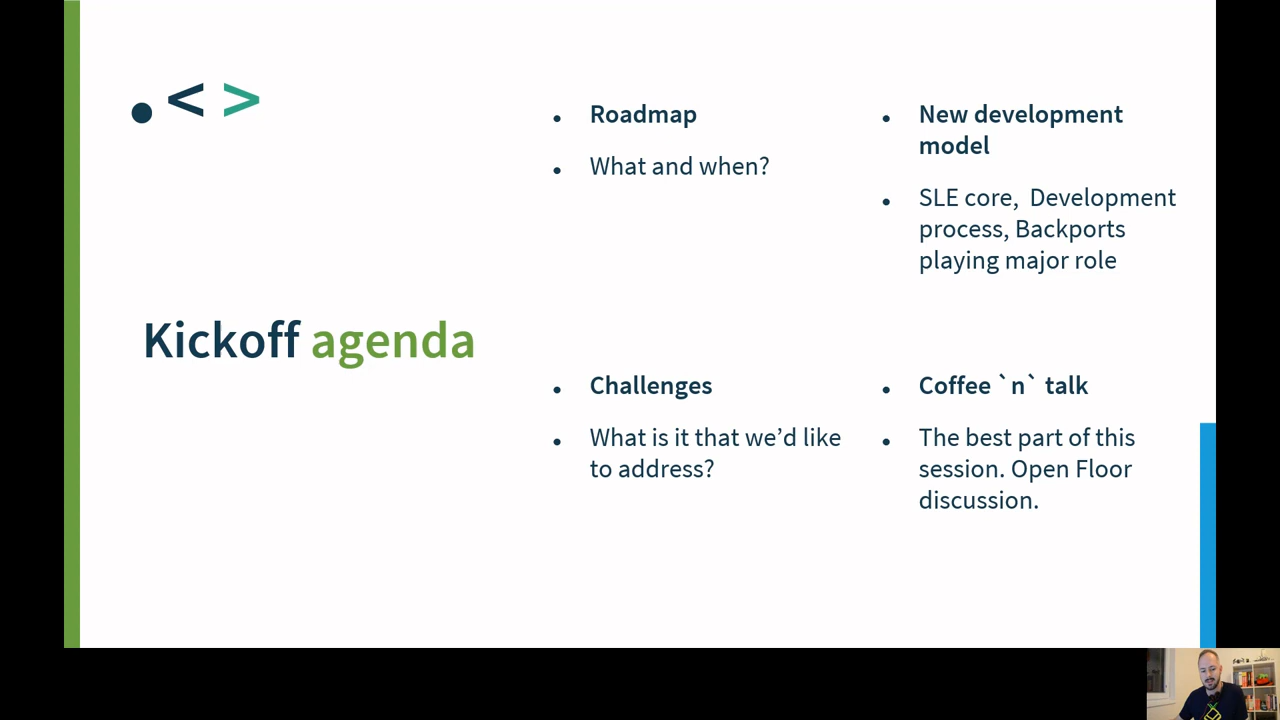 .< >
Kickoff agenda
Roadmap
What and when?
New development
model
SLE core,  Development
process, Backports
playing major role
Challenges
What is it that we’d like
to address?
Coffee `n` talk
The best part of this
session. Open Floor
discussion.